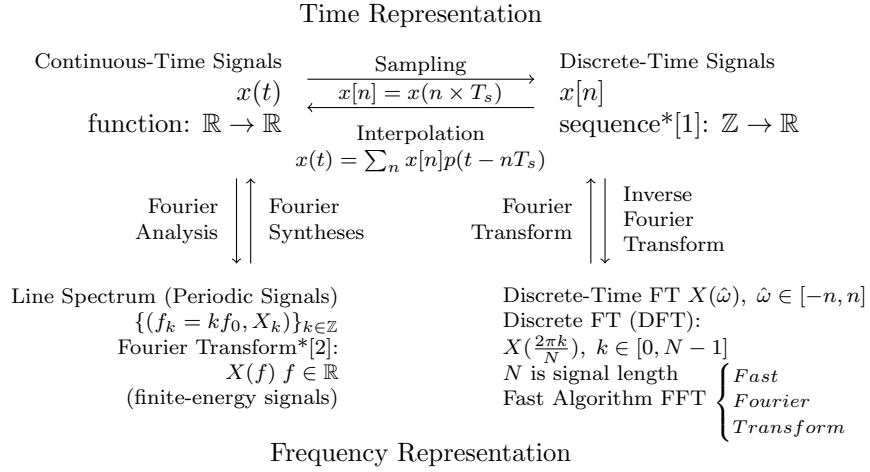 Time Representation
Continuous-Time Signals
x(t)
function: ℝ → ℝ
Sampling
x[n] = x(n × T_s)
Interpolation
x(t) = ∑_n x[n]p(t − nT_s)
Discrete-Time Signals
x[n]
sequence*[1]: ℤ → ℝ
Fourier
Analysis
Fourier
Syntheses
Fourier
Transform
Inverse
Fourier
Transform
Line Spectrum (Periodic Signals)
{(f_k = kf_0, X_k)}_{k∈ℤ}
Fourier Transform*[2]:
X(f) f ∈ ℝ
(finite-energy signals)
Discrete-Time FT X(ω̂), ω̂ ∈ [−n, n]
Discrete FT (DFT):
X(2πk/N), k ∈ [0, N − 1]
N is signal length
Fast Algorithm FFT { Fast
Fourier
Transform
Frequency Representation